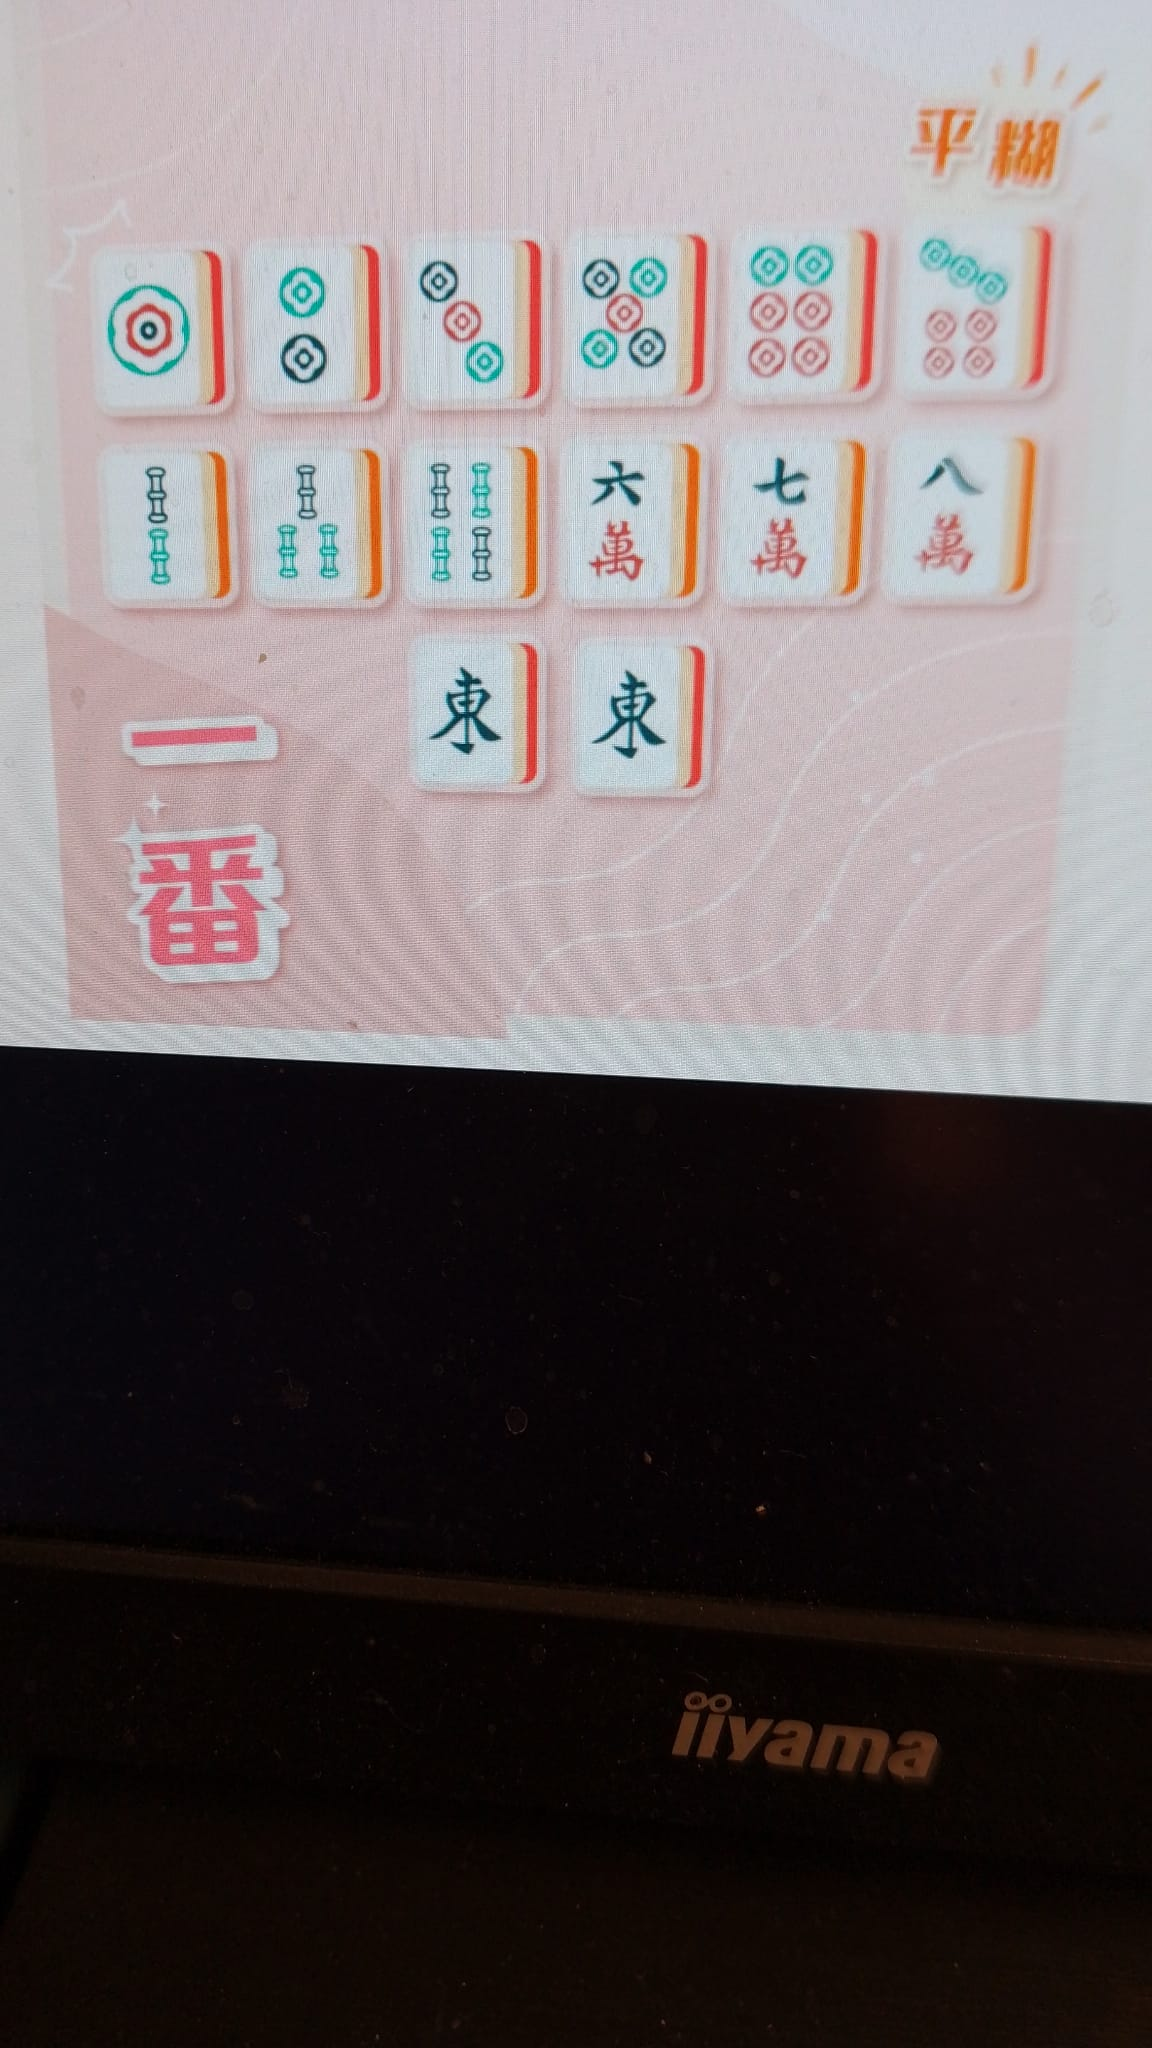 平糊
六 七 八
萬 萬 萬
東 東
一番
iiyama